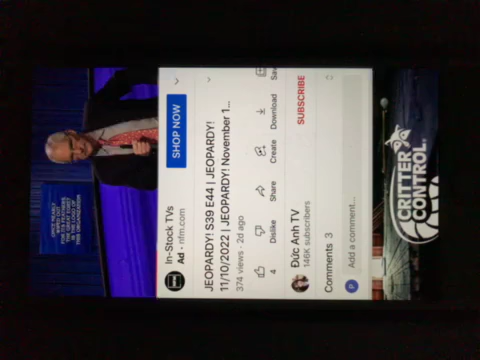 In-Stock TVs
Ad · nfm.com
SHOP NOW
JEOPARDY! S39 E44 | JEOPARDY!
11/10/2022 | JEOPARDY! November 1...
374 views · 2d ago
4
Dislike
Share
Create
Download
Sav
Đức Anh TV
146K subscribers
SUBSCRIBE
Comments 3
P
Add a comment...
CRITTER
CONTROL